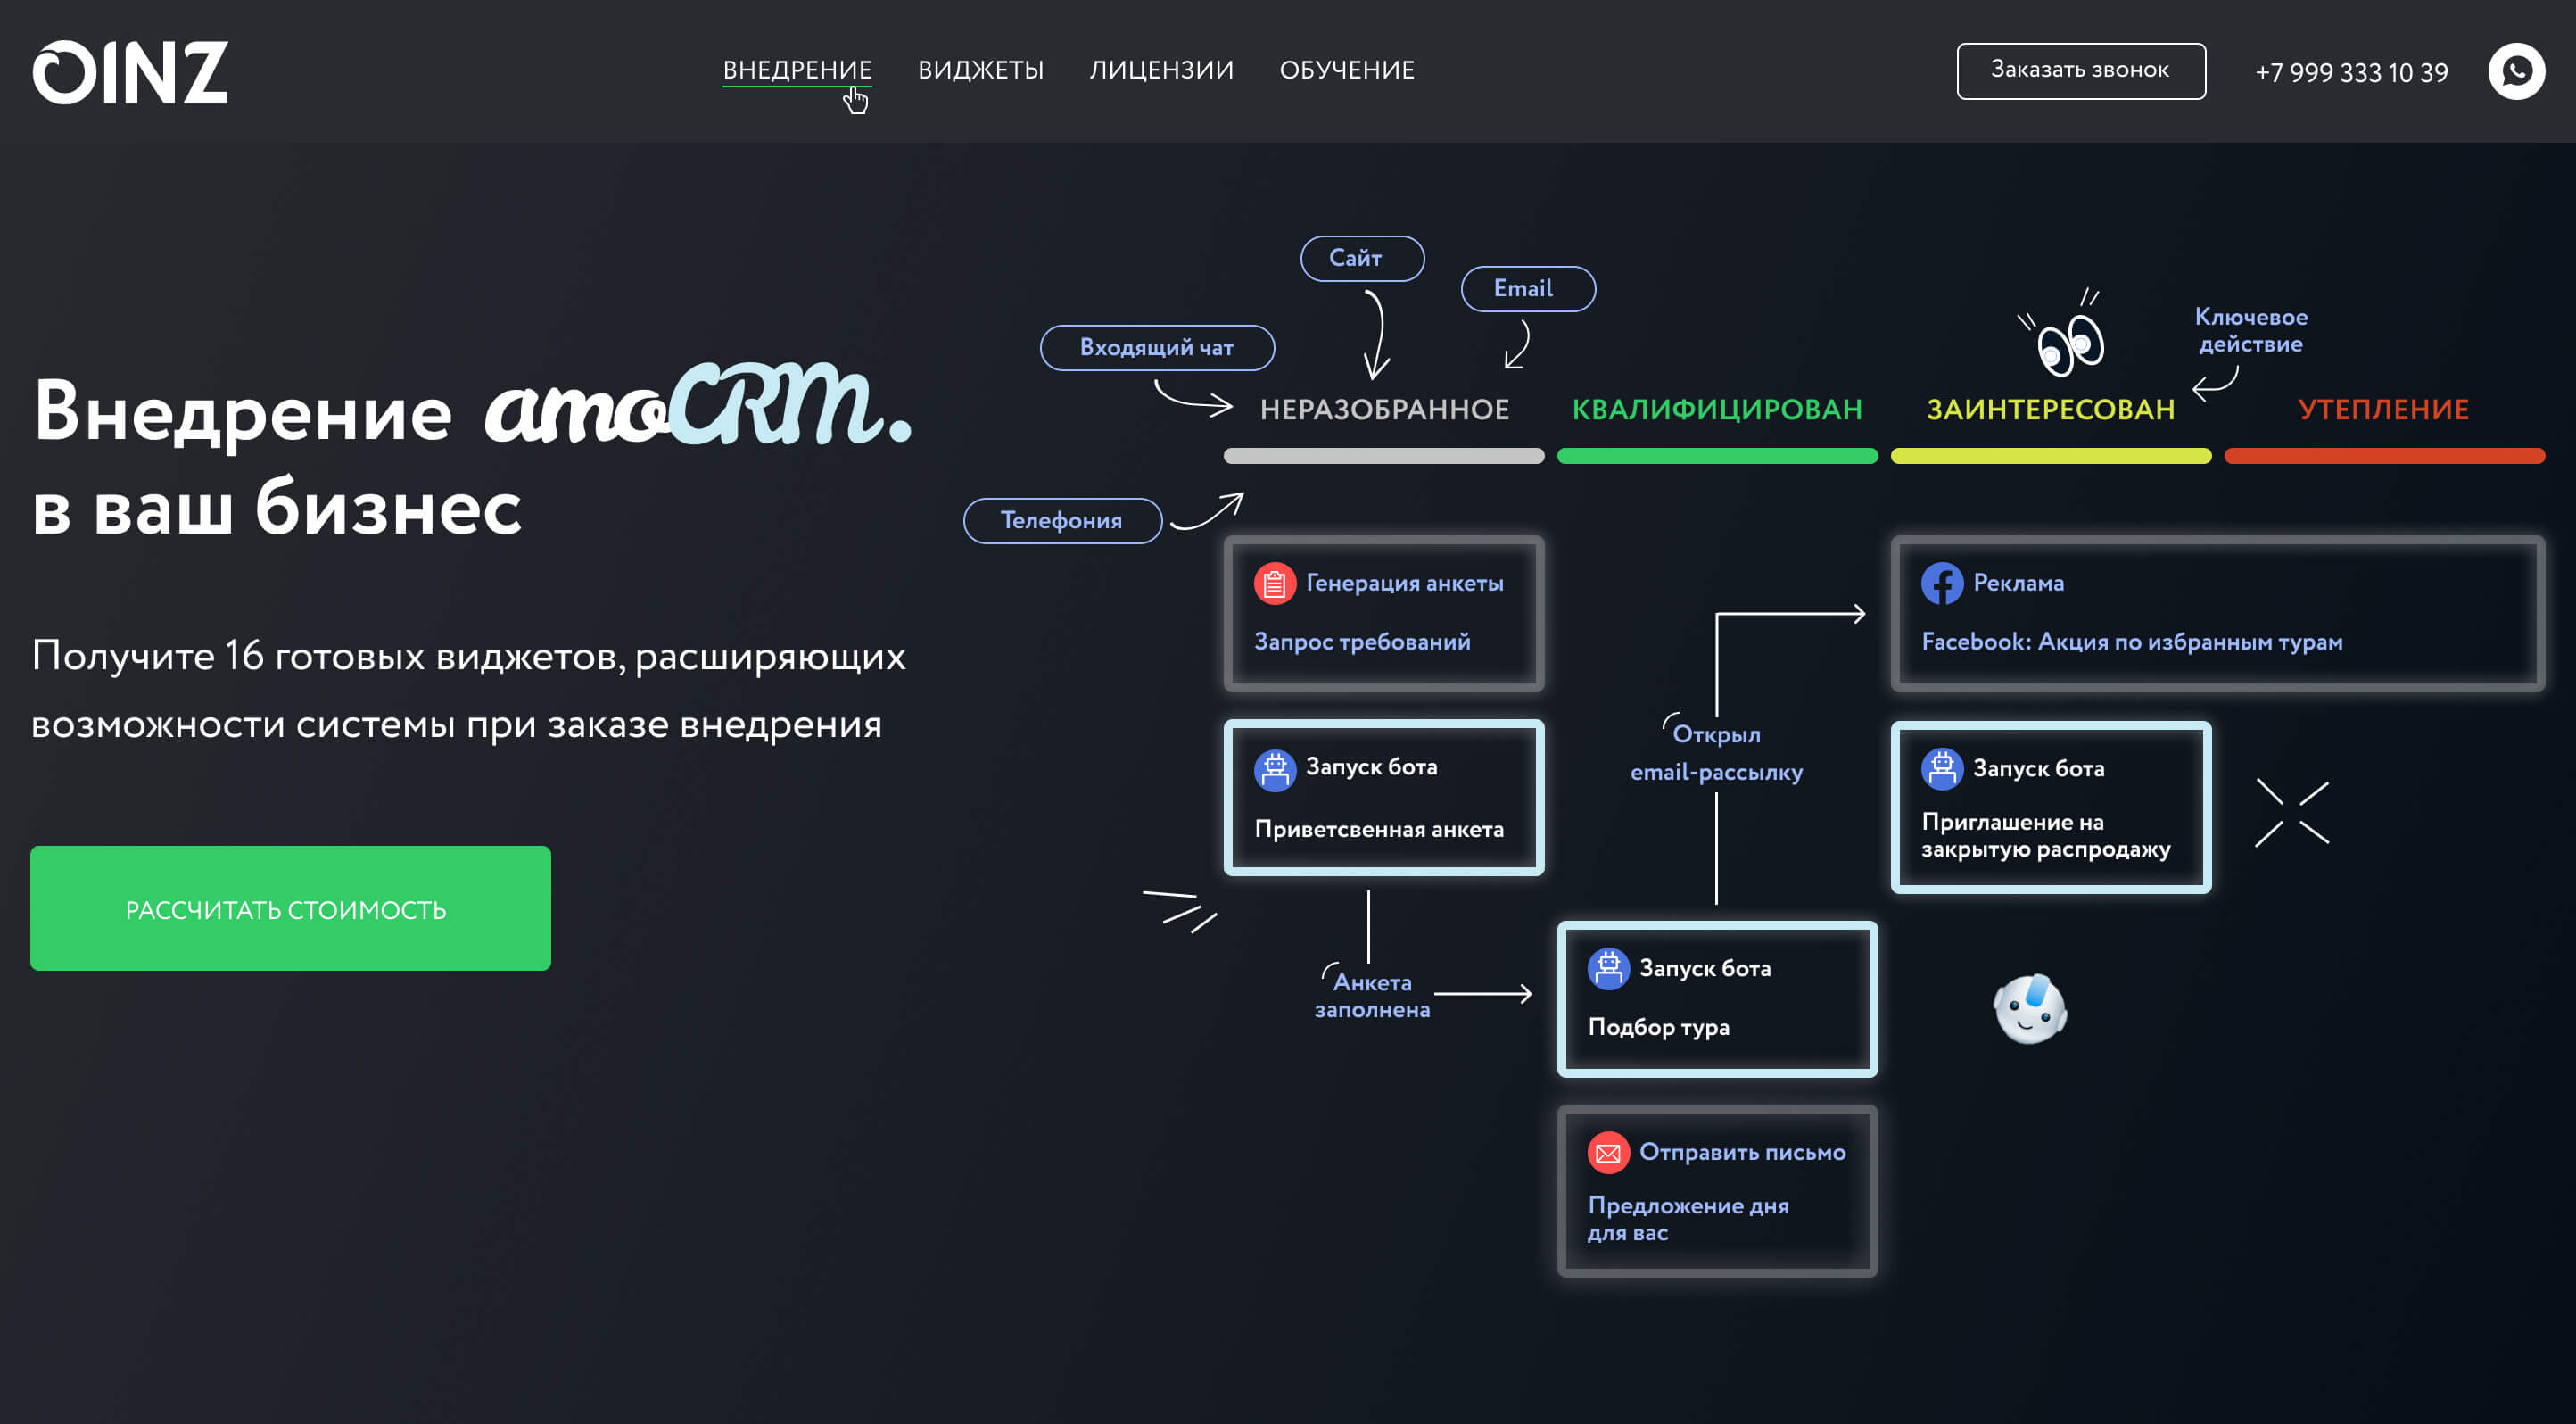 OINZ
ВНЕДРЕНИЕ
ВИДЖЕТЫ
ЛИЦЕНЗИИ
ОБУЧЕНИЕ
Заказать звонок
+7 999 333 10 39
Внедрение amoCRM.
в ваш бизнес
Получите 16 готовых виджетов, расширяющих
возможности системы при заказе внедрения
РАССЧИТАТЬ СТОИМОСТЬ
Сайт
Email
Входящий чат
Ключевое
действие
НЕРАЗОБРАННОЕ
КВАЛИФИЦИРОВАН
ЗАИНТЕРЕСОВАН
УТЕПЛЕНИЕ
Телефония
Генерация анкеты
Запрос требований
Реклама
Facebook: Акция по избранным турам
Запуск бота
Приветсвенная анкета
Открыл
email-рассылку
Запуск бота
Приглашение на
закрытую распродажу
Анкета
заполнена
Запуск бота
Подбор тура
Отправить письмо
Предложение дня
для вас